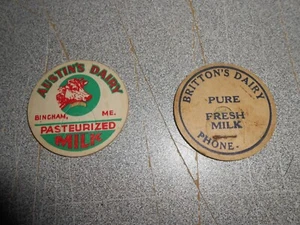 AUSTIN'S DAIRY
BINGHAM, ME.
PASTEURIZED
MILK
BRITTON'S DAIRY
PURE
FRESH
MILK
PHONE.